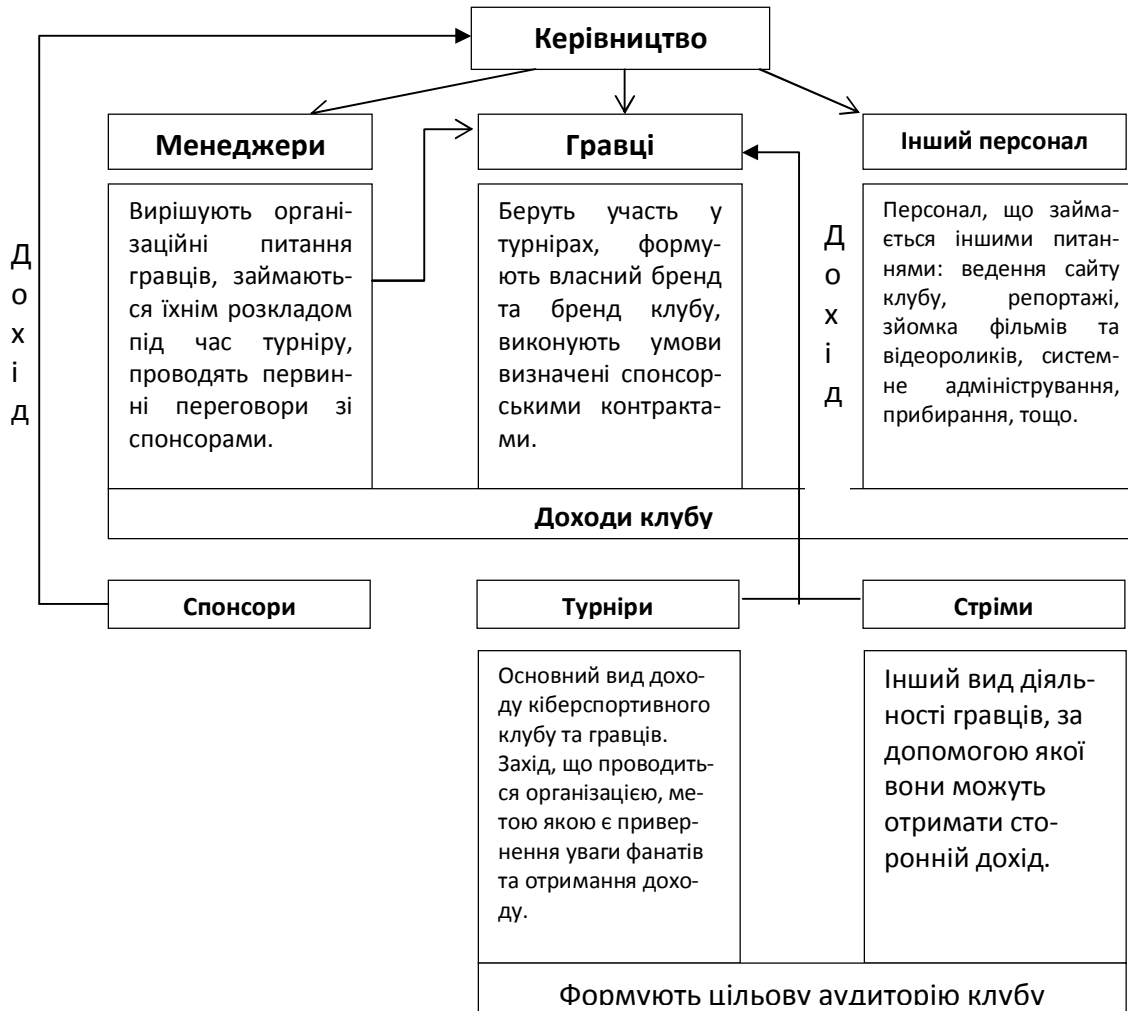 Керівництво
Менеджери
Гравці
Інший персонал
Вирішують органі-
заційні питання
гравців, займають-
ся їхнім розкладом
під час турніру,
проводять первин-
ні переговори зі
спонсорами.
Беруть участь у
турнірах, форму-
ють власний бренд
та бренд клубу,
виконують умови
визначені спонсор-
ськими контракта-
ми.
Персонал, що займа-
ється іншими питан-
нями: ведення сайту
клубу, репортажі,
зйомка фільмів та
відеороликів, систем-
не адміністрування,
прибирання, тощо.
Дохід
Дохід
Доходи клубу
Спонсори
Турніри
Стріми
Основний вид дохо-
ду кіберспортивного
клубу та гравців.
Захід, що проводить-
ся організацією, ме-
тою якою є привер-
нення уваги фанатів
та отримання дохо-
ду.
Інший вид діяль-
ності гравців, за
допомогою якої
вони можуть
отримати сто-
ронній дохід.
Формують цільову аудиторію клубу